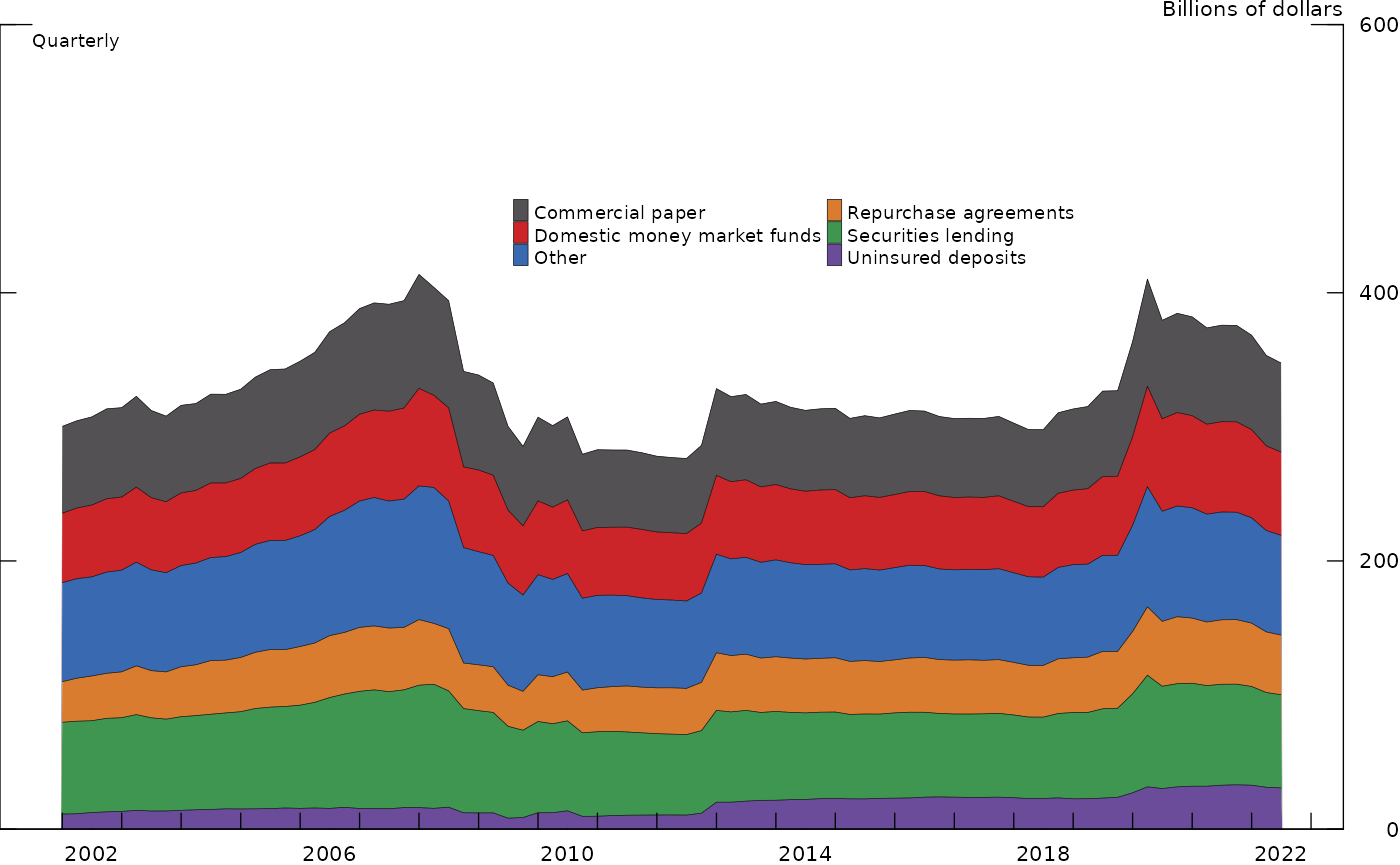 Billions of dollars
600
Quarterly
Commercial paper
Repurchase agreements
Domestic money market funds
Securities lending
Other
Uninsured deposits
400
200
0
2002 2006 2010 2014 2018 2022